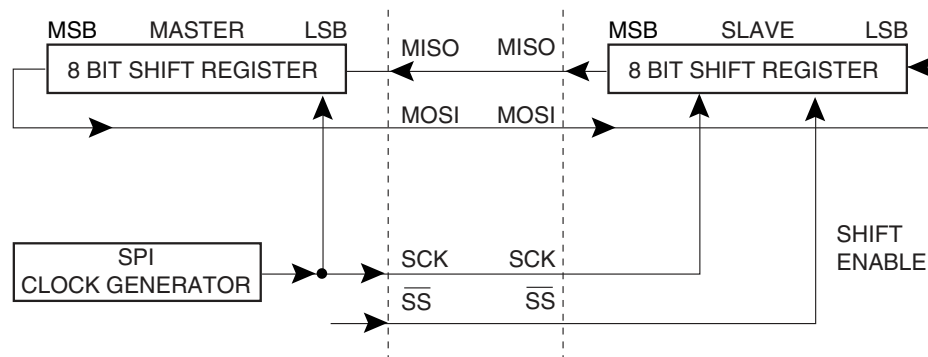 MSB MASTER LSB
8 BIT SHIFT REGISTER
MISO MISO
MSB SLAVE LSB
8 BIT SHIFT REGISTER
MOSI MOSI
SHIFT
ENABLE
SPI
CLOCK GENERATOR
SCK SCK
SS SS